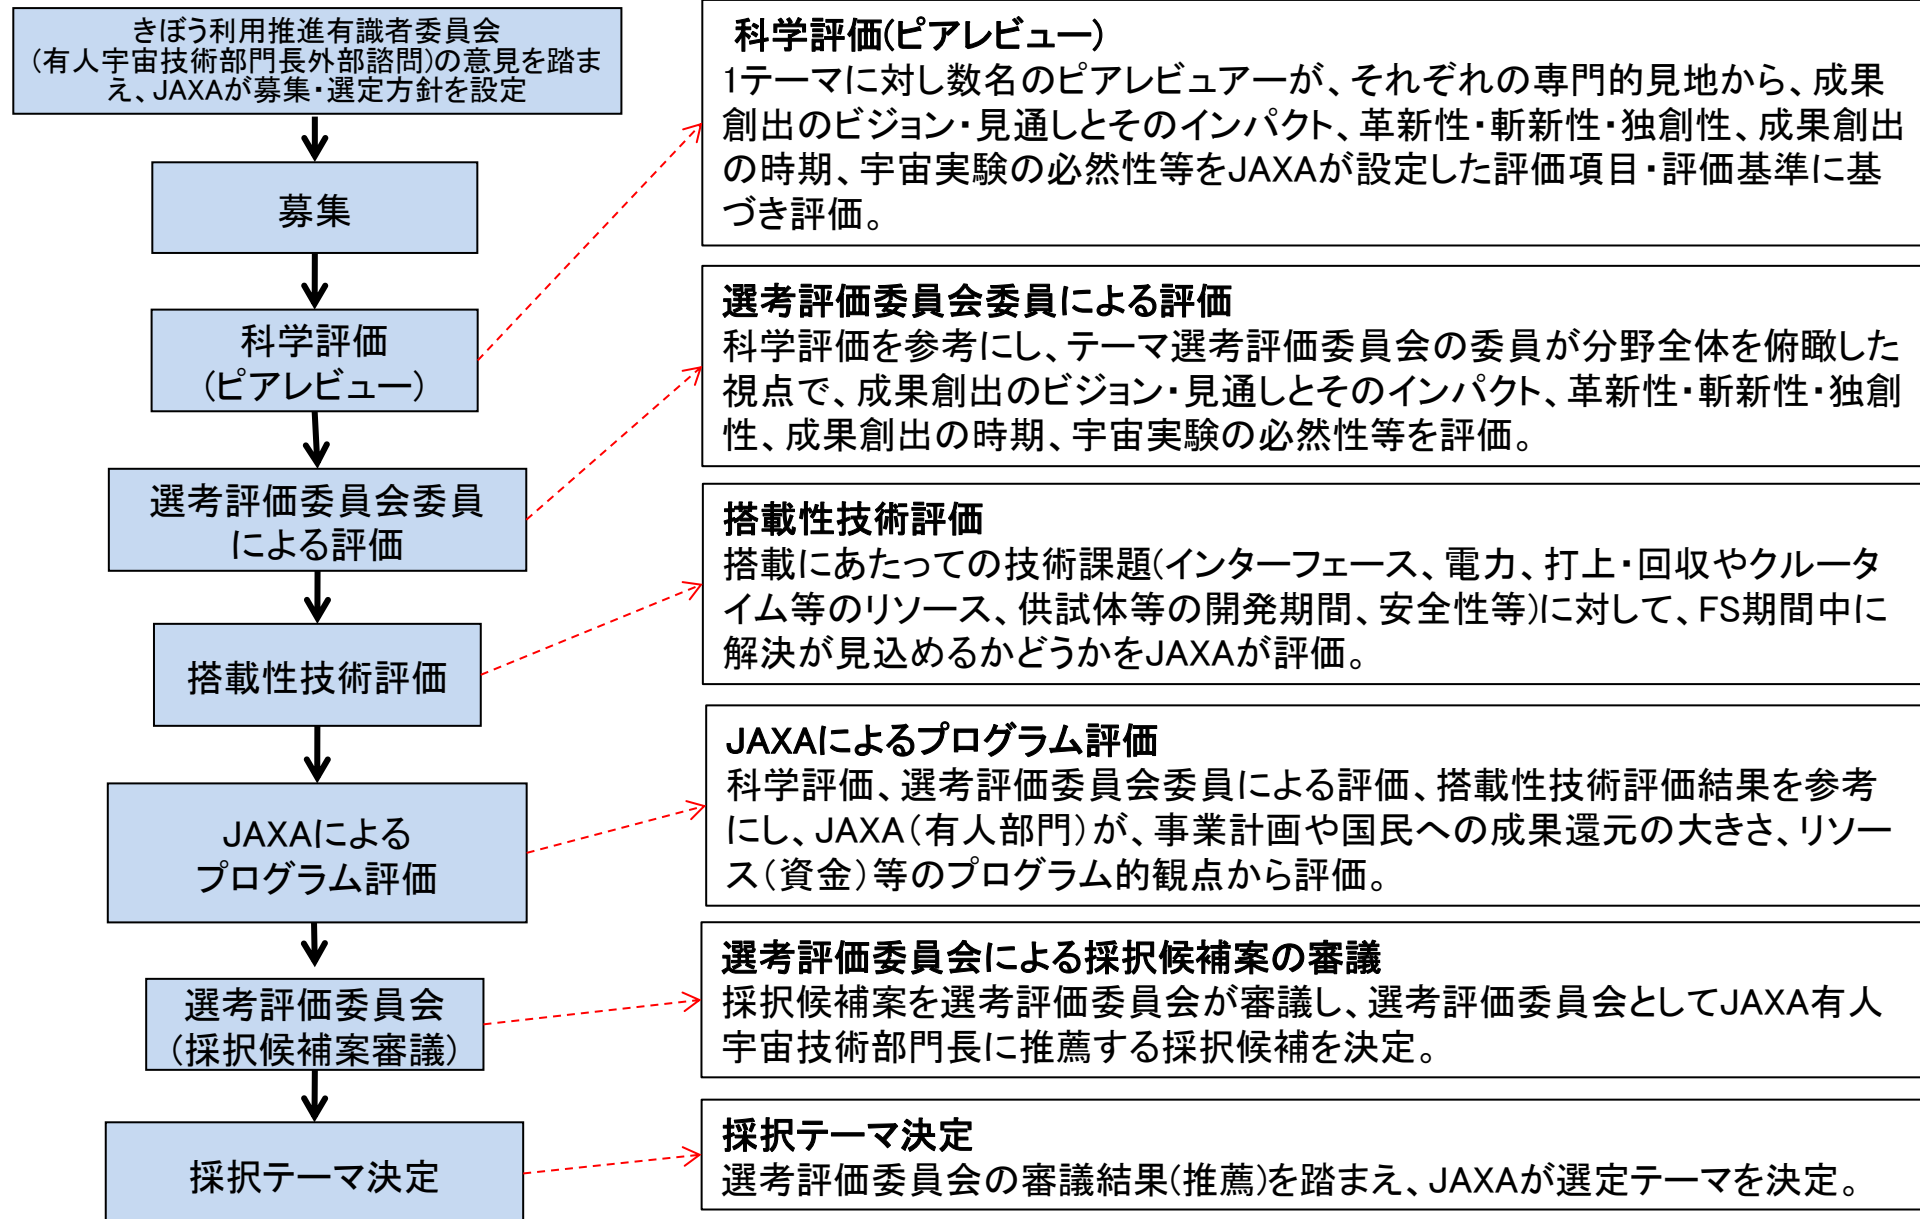 きぼう利用推進有識者委員会
(有人宇宙技術部門長外部諮問)の意見を踏ま
え、JAXAが募集・選定方針を設定
募集
科学評価
(ピアレビュー)
選考評価委員会委員
による評価
搭載性技術評価
JAXAによる
プログラム評価
選考評価委員会
(採択候補案審議)
採択テーマ決定
科学評価(ピアレビュー)
1テーマに対し数名のピアレビュアーが、それぞれの専門的見地から、成果
創出のビジョン・見通しとそのインパクト、革新性・斬新性・独創性、成果創出
の時期、宇宙実験の必然性等をJAXAが設定した評価項目・評価基準に基
づき評価。
選考評価委員会委員による評価
科学評価を参考にし、テーマ選考評価委員会の委員が分野全体を俯瞰した
視点で、成果創出のビジョン・見通しとそのインパクト、革新性・斬新性・独創
性、成果創出の時期、宇宙実験の必然性等を評価。
搭載性技術評価
搭載にあたっての技術課題(インターフェース、電力、打上・回収やクルータ
イム等のリソース、供試体等の開発期間、安全性等)に対して、FS期間中に
解決が見込めるかどうかをJAXAが評価。
JAXAによるプログラム評価
科学評価、選考評価委員会委員による評価、搭載性技術評価結果を参考
にし、JAXA（有人部門）が、事業計画や国民への成果還元の大きさ、リソー
ス（資金）等のプログラム的観点から評価。
選考評価委員会による採択候補案の審議
採択候補案を選考評価委員会が審議し、選考評価委員会としてJAXA有人
宇宙技術部門長に推薦する採択候補を決定。
採択テーマ決定
選考評価委員会の審議結果(推薦)を踏まえ、JAXAが選定テーマを決定。